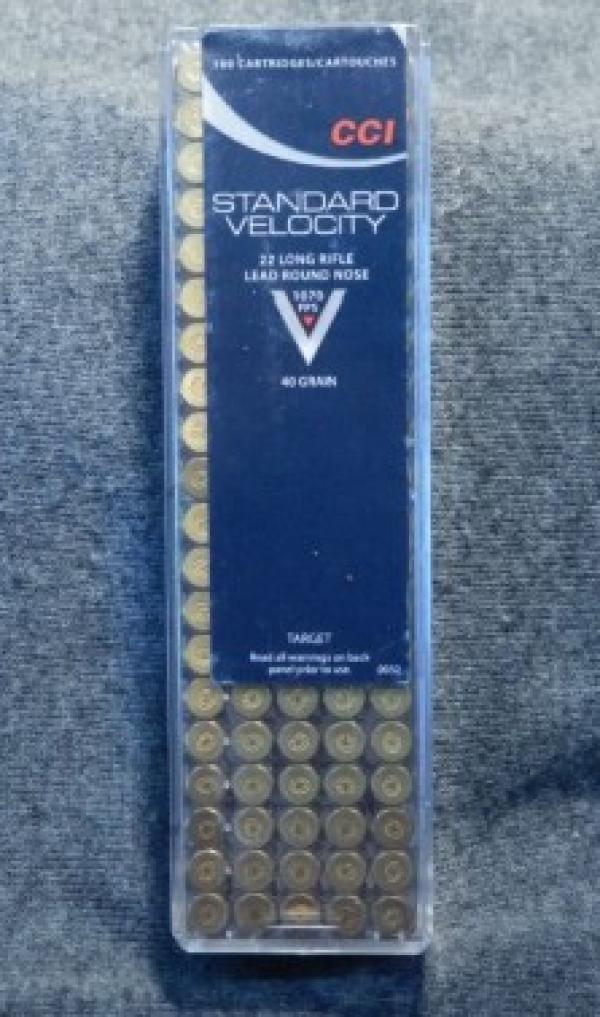 100 CARTRIDGES/CARTOUCHES
CCI
STANDARD
VELOCITY
22 LONG RIFLE
LEAD ROUND NOSE
1070
FPS
40 GRAIN
TARGET
Read all warnings on back
panel prior to use.